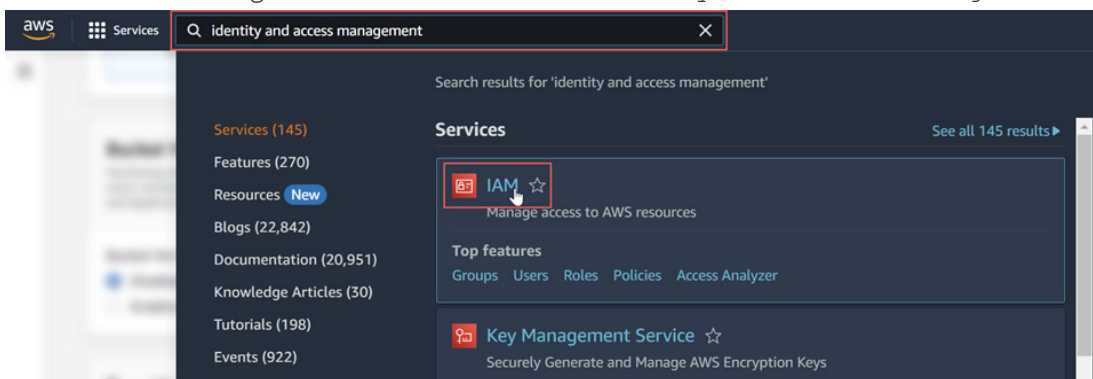 aws
Services
identity and access management
Search results for 'identity and access management'
Services (145)
Features (270)
Resources New
Blogs (22,842)
Documentation (20,951)
Knowledge Articles (30)
Tutorials (198)
Events (922)
Services
See all 145 results
IAM
Manage access to AWS resources
Top features
Groups Users Roles Policies Access Analyzer
Key Management Service
Securely Generate and Manage AWS Encryption Keys